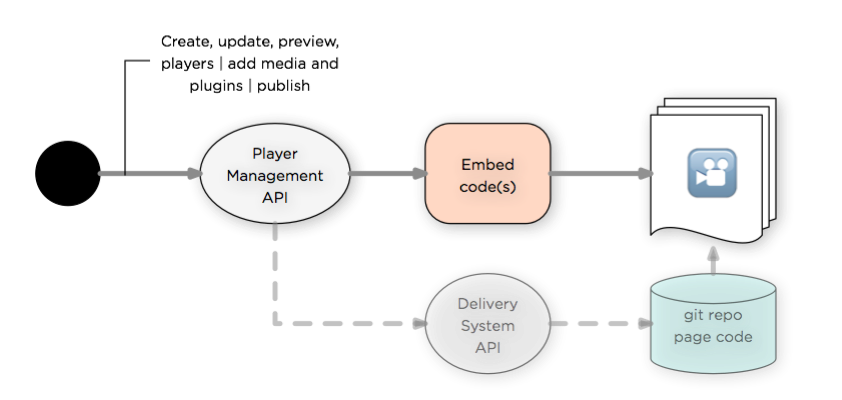 Create, update, preview,
players | add media and
plugins | publish
Player
Management
API
Embed
code(s)
Delivery
System
API
git repo
page code